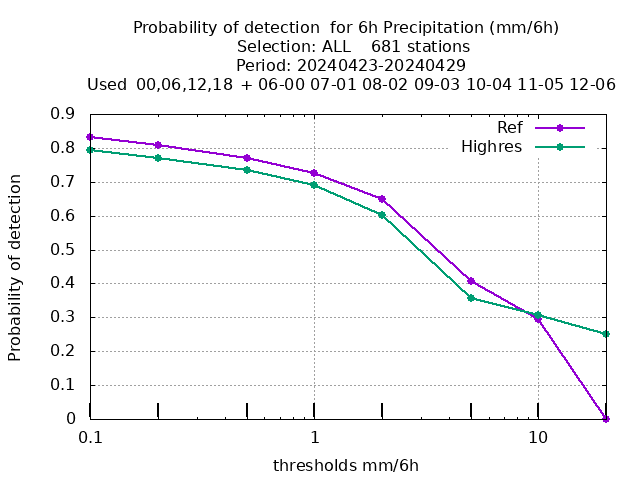 Probability of detection  for 6h Precipitation (mm/6h)
Selection: ALL    681 stations
Period: 20240423-20240429
Used  00,06,12,18  + 06-00 07-01 08-02 09-03 10-04 11-05 12-06
Ref
Highres
0.9
0.8
0.7
0.6
0.5
0.4
0.3
0.2
0.1
0
Probability of detection
0.1 1 10
thresholds mm/6h